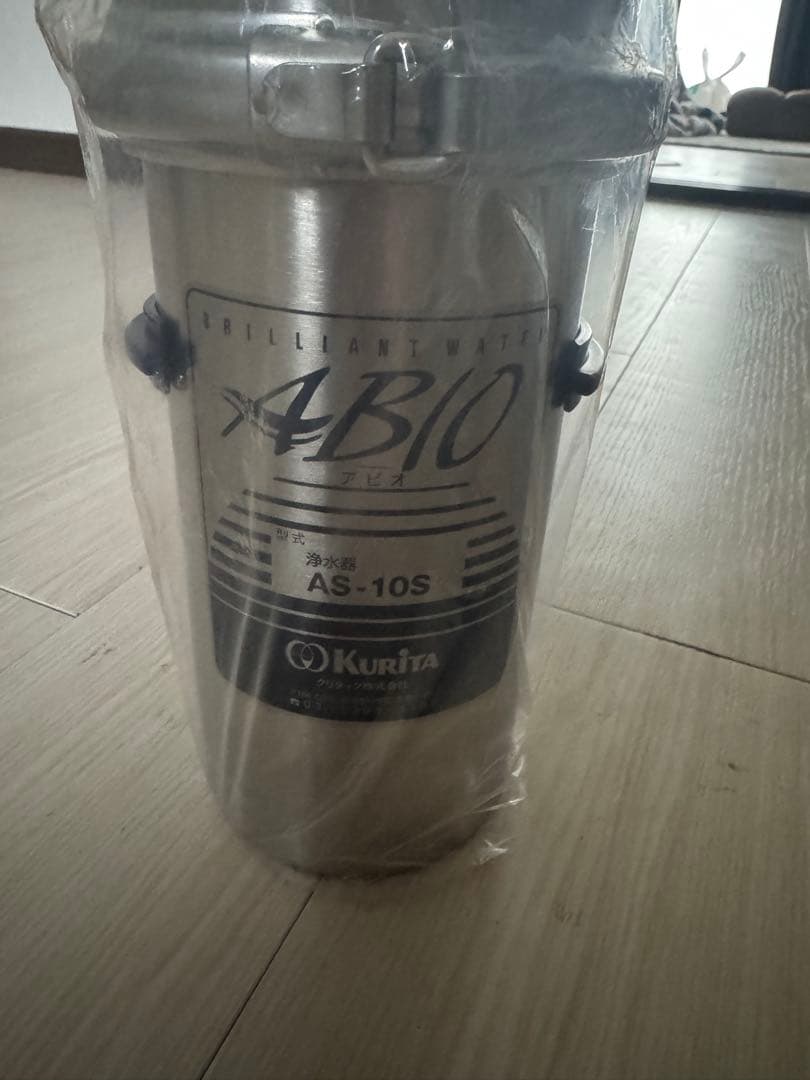 BRILLIANT WATER
ABIO
アビオ
型式
浄水器
AS-10S
KURITA
クリタック株式会社